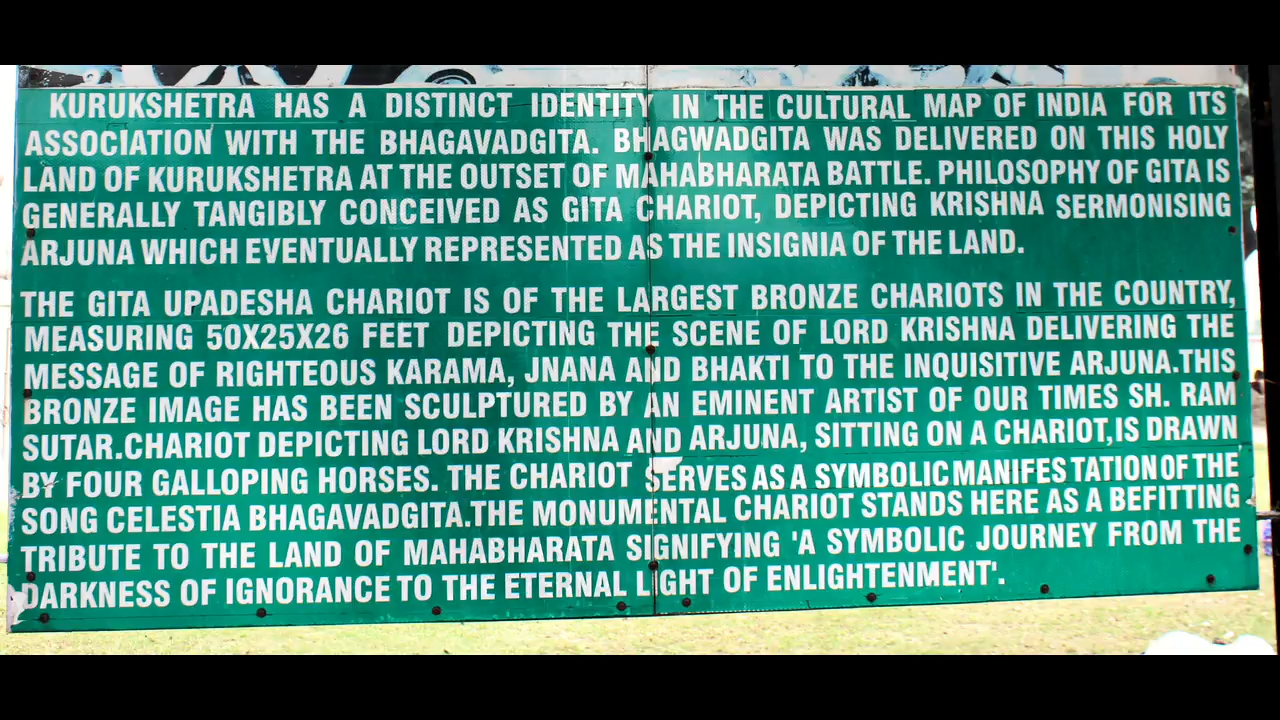 KURUKSHETRA HAS A DISTINCT IDENTITY IN THE CULTURAL MAP OF INDIA FOR ITS
ASSOCIATION WITH THE BHAGAVADGITA. BHAGWADGITA WAS DELIVERED ON THIS HOLY
LAND OF KURUKSHETRA AT THE OUTSET OF MAHABHARATA BATTLE. PHILOSOPHY OF GITA IS
GENERALLY TANGIBLY CONCEIVED AS GITA CHARIOT, DEPICTING KRISHNA SERMONISING
ARJUNA WHICH EVENTUALLY REPRESENTED AS THE INSIGNIA OF THE LAND.
THE GITA UPADESHA CHARIOT IS OF THE LARGEST BRONZE CHARIOTS IN THE COUNTRY,
MEASURING 50X25X26 FEET DEPICTING THE SCENE OF LORD KRISHNA DELIVERING THE
MESSAGE OF RIGHTEOUS KARAMA, JNANA AND BHAKTI TO THE INQUISITIVE ARJUNA.THIS
BRONZE IMAGE HAS BEEN SCULPTURED BY AN EMINENT ARTIST OF OUR TIMES SH. RAM
SUTAR.CHARIOT DEPICTING LORD KRISHNA AND ARJUNA, SITTING ON A CHARIOT,IS DRAWN
BY FOUR GALLOPING HORSES. THE CHARIOT SERVES AS A SYMBOLIC MANIFES TATION OF THE
SONG CELESTIA BHAGAVADGITA.THE MONUMENTAL CHARIOT STANDS HERE AS A BEFITTING
TRIBUTE TO THE LAND OF MAHABHARATA SIGNIFYING 'A SYMBOLIC JOURNEY FROM THE
DARKNESS OF IGNORANCE TO THE ETERNAL LIGHT OF ENLIGHTENMENT'.